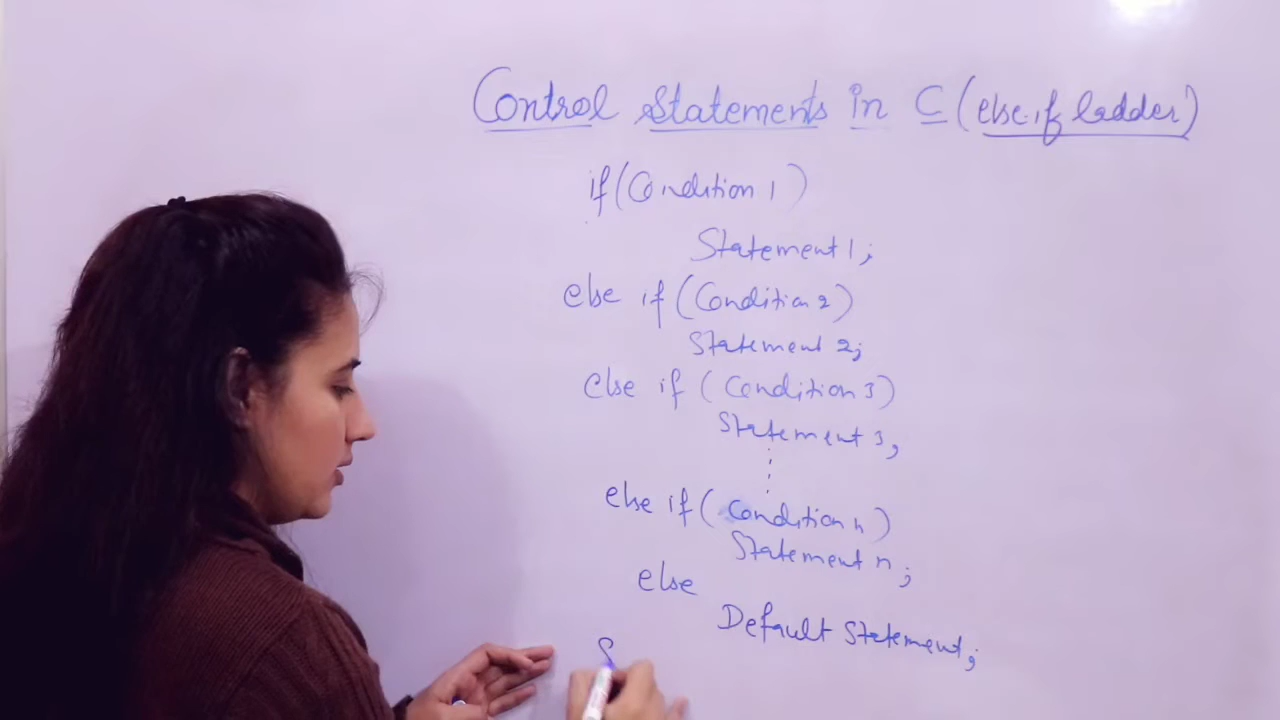 Control Statements in C (else if ladder)
if (Condition 1)
Statement 1;
else if (Condition 2)
Statement 2;
else if (Condition 3)
Statement 3;
else if (Condition n)
Statement n;
else
Default Statement;
S